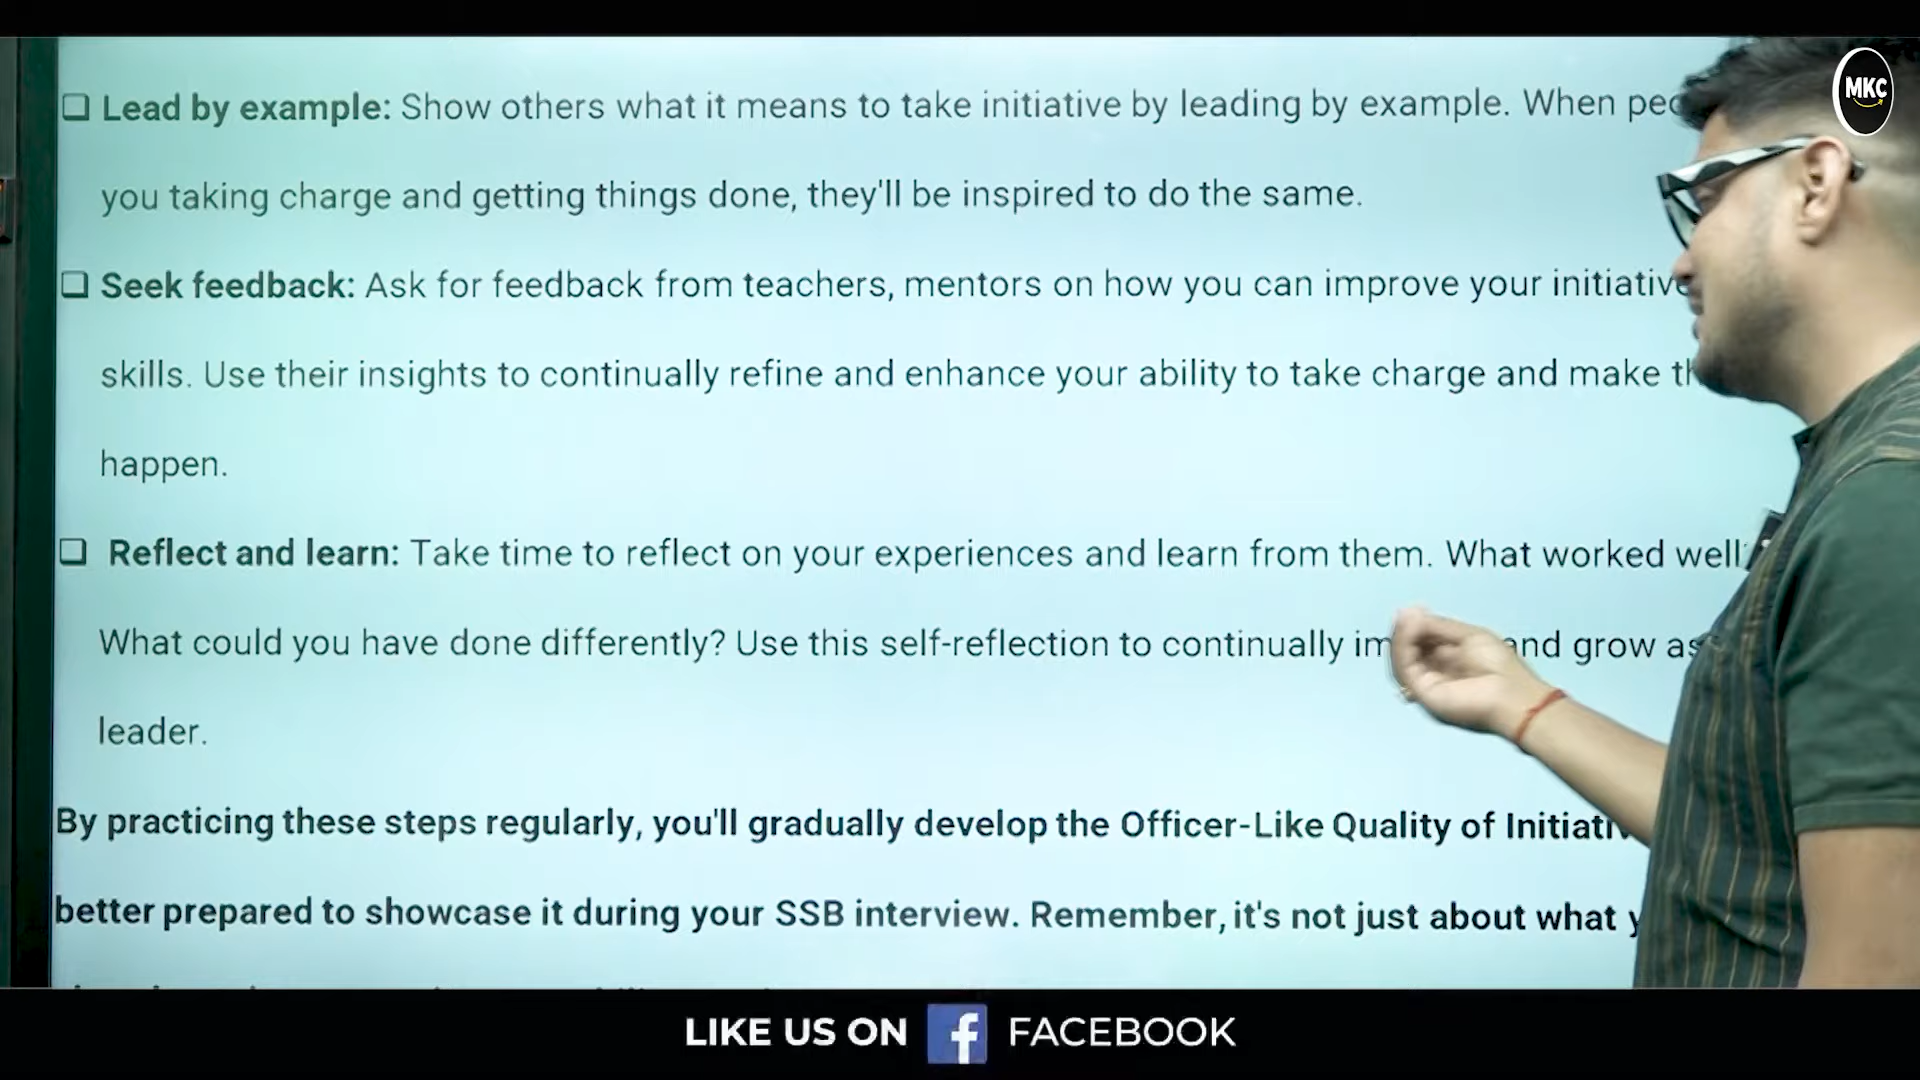 MKC
❑ Lead by example: Show others what it means to take initiative by leading by example. When
you taking charge and getting things done, they'll be inspired to do the same.
❑ Seek feedback: Ask for feedback from teachers, mentors on how you can improve your initiative
skills. Use their insights to continually refine and enhance your ability to take charge and make
happen.
❑ Reflect and learn: Take time to reflect on your experiences and learn from them. What worked well
What could you have done differently? Use this self-reflection to continually and grow as
leader.
By practicing these steps regularly, you'll gradually develop the Officer-Like Quality of
better prepared to showcase it during your SSB interview. Remember, it's not just about what
LIKE US ON f FACEBOOK